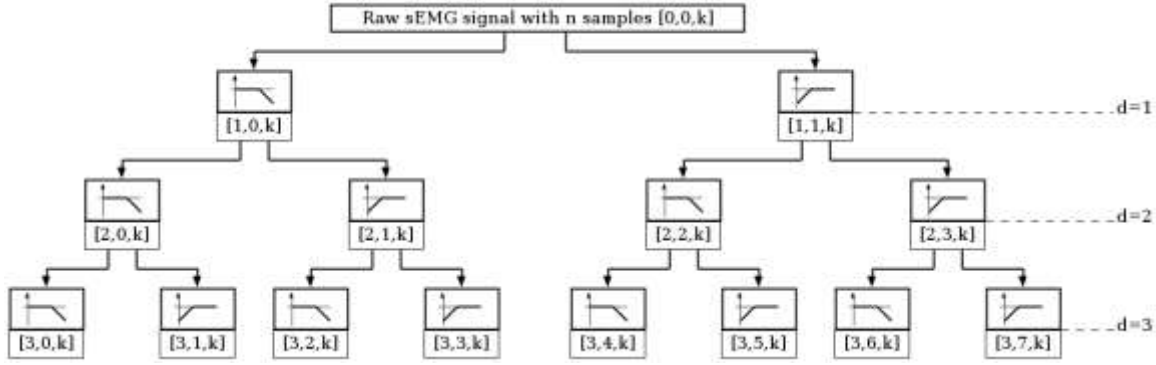 Raw sEMG signal with n samples [0,0,k]
[1,0,k] [1,1,k] d=1
[2,0,k] [2,1,k] [2,2,k] [2,3,k] d=2
[3,0,k] [3,1,k] [3,2,k] [3,3,k] [3,4,k] [3,5,k] [3,6,k] [3,7,k] d=3